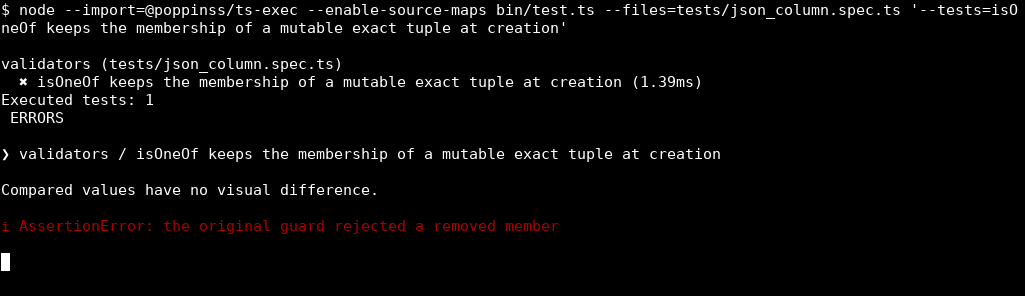 $ node --import=@poppinss/ts-exec --enable-source-maps bin/test.ts --files=tests/json_column.spec.ts '--tests=isO
neOf keeps the membership of a mutable exact tuple at creation'
validators (tests/json_column.spec.ts)
✖ isOneOf keeps the membership of a mutable exact tuple at creation (1.39ms)
Executed tests: 1
ERRORS
❯ validators / isOneOf keeps the membership of a mutable exact tuple at creation
Compared values have no visual difference.
ℹ AssertionError: the original guard rejected a removed member